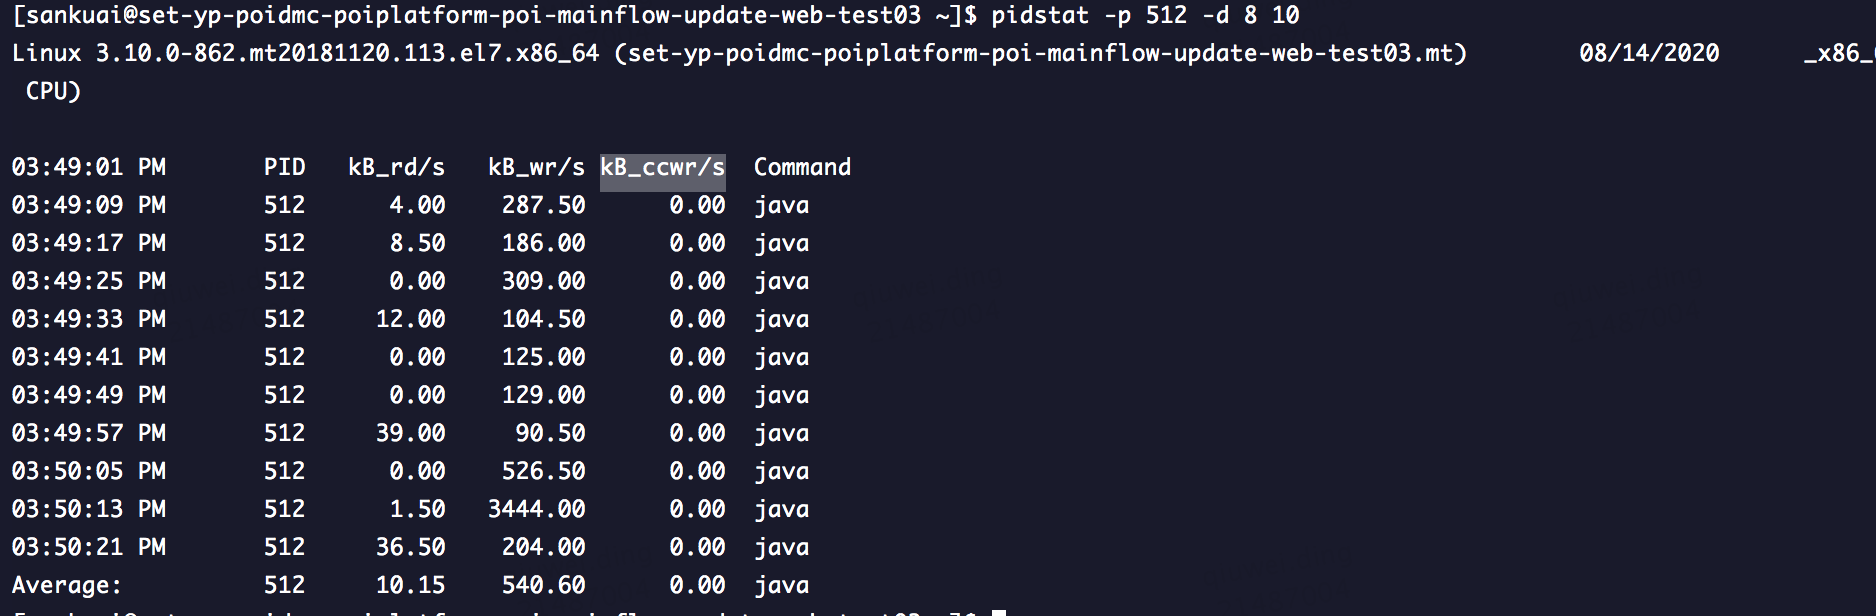 [sankuai@set-yp-poidmc-poiplatform-poi-mainflow-update-web-test03 ~]$ pidstat -p 512 -d 8 10
Linux 3.10.0-862.mt20181120.113.el7.x86_64 (set-yp-poidmc-poiplatform-poi-mainflow-update-web-test03.mt) 08/14/2020 _x86_
CPU)
03:49:01 PM PID kB_rd/s kB_wr/s kB_ccwr/s Command
03:49:09 PM 512 4.00 287.50 0.00 java
03:49:17 PM 512 8.50 186.00 0.00 java
03:49:25 PM 512 0.00 309.00 0.00 java
03:49:33 PM 512 12.00 104.50 0.00 java
03:49:41 PM 512 0.00 125.00 0.00 java
03:49:49 PM 512 0.00 129.00 0.00 java
03:49:57 PM 512 39.00 90.50 0.00 java
03:50:05 PM 512 0.00 526.50 0.00 java
03:50:13 PM 512 1.50 3444.00 0.00 java
03:50:21 PM 512 36.50 204.00 0.00 java
Average: 512 10.15 540.60 0.00 java